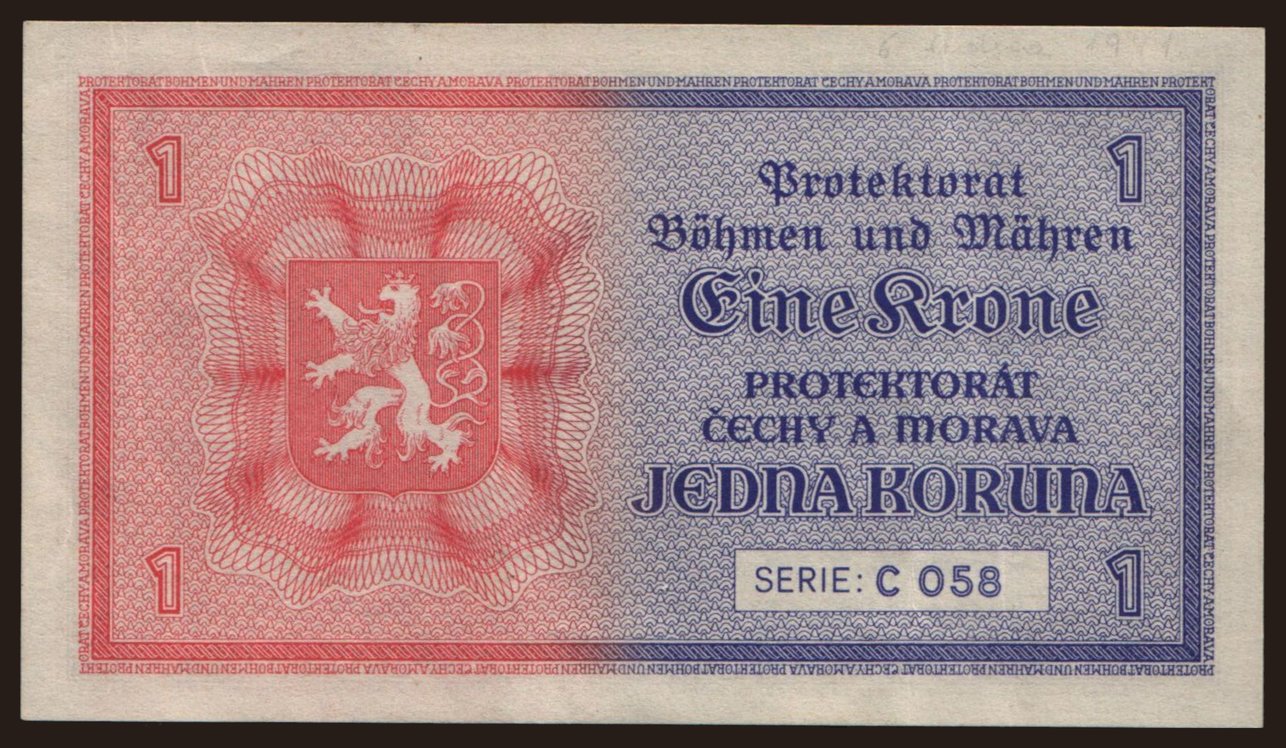 PROTEKTORAT BÖHMEN UND MÄHREN PROTEKTORÁT ČECHY A MORAVA PROTEKTORAT BÖHMEN UND MÄHREN PROTEKTORÁT ČECHY A MORAVA PROTEKTORAT BÖHMEN UND MÄHREN PROTEKT
1
1
Protektorat
Böhmen und Mähren
Eine Krone
PROTEKTORÁT
ČECHY A MORAVA
JEDNA KORUNA
SERIE: C 058
1
1